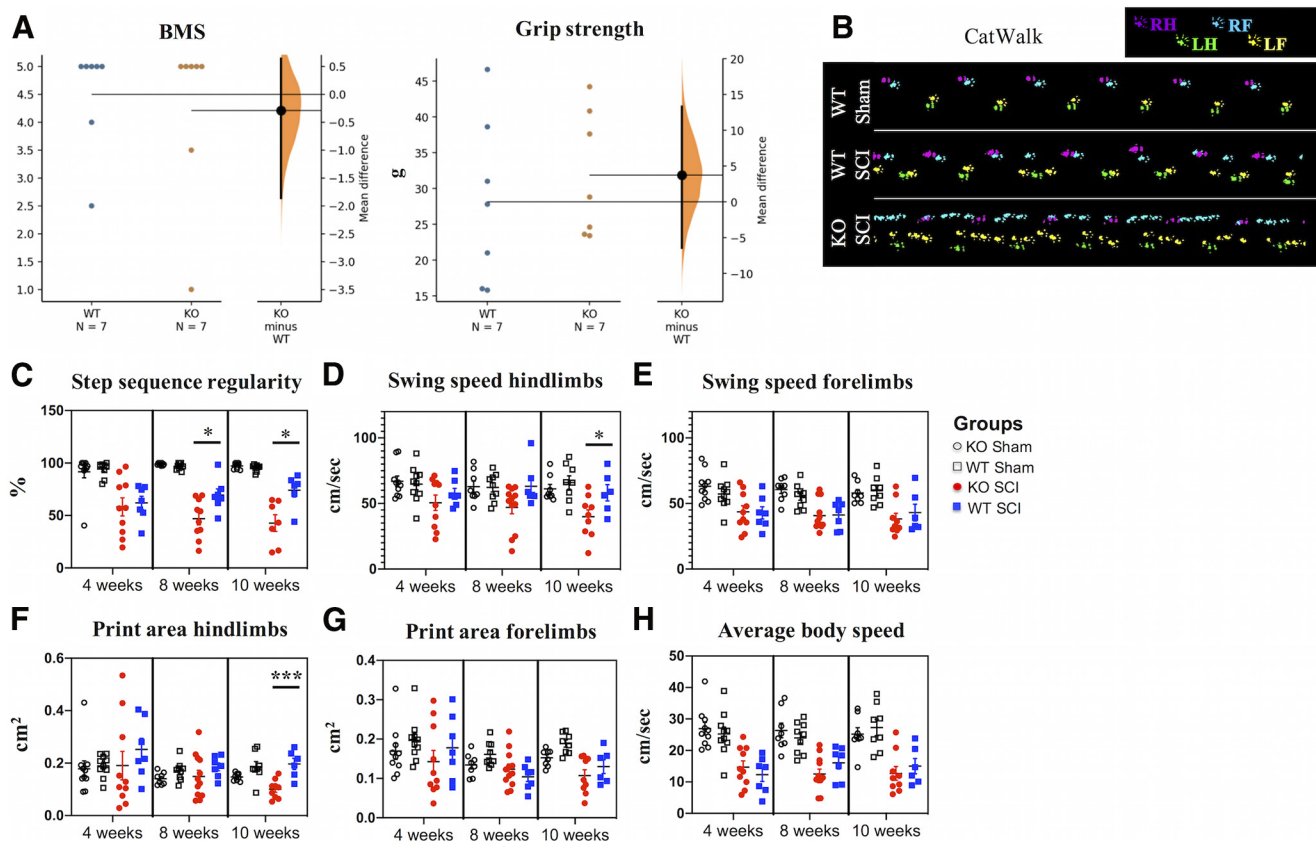 A
BMS
5.0
4.5
4.0
3.5
3.0
2.5
2.0
1.5
1.0
0.5
0.0
−0.5
−1.0
−1.5
−2.0
−2.5
−3.0
−3.5
Mean difference
WT
N = 7
KO
N = 7
KO
minus
WT
Grip strength
g
45
40
35
30
25
20
15
20
15
10
5
0
−5
−10
Mean difference
WT
N = 7
KO
N = 7
KO
minus
WT
B
CatWalk
RH
RF
LH
LF
WT
Sham
WT
SCI
KO
SCI
C
Step sequence regularity
%
150
100
50
0
*
*
4 weeks
8 weeks
10 weeks
D
Swing speed hindlimbs
cm/sec
100
50
0
*
4 weeks
8 weeks
10 weeks
E
Swing speed forelimbs
cm/sec
100
50
0
4 weeks
8 weeks
10 weeks
Groups
KO Sham
WT Sham
KO SCI
WT SCI
F
Print area hindlimbs
cm²
0.6
0.4
0.2
0.0
***
4 weeks
8 weeks
10 weeks
G
Print area forelimbs
cm²
0.4
0.3
0.2
0.1
0.0
4 weeks
8 weeks
10 weeks
H
Average body speed
cm/sec
50
40
30
20
10
0
4 weeks
8 weeks
10 weeks